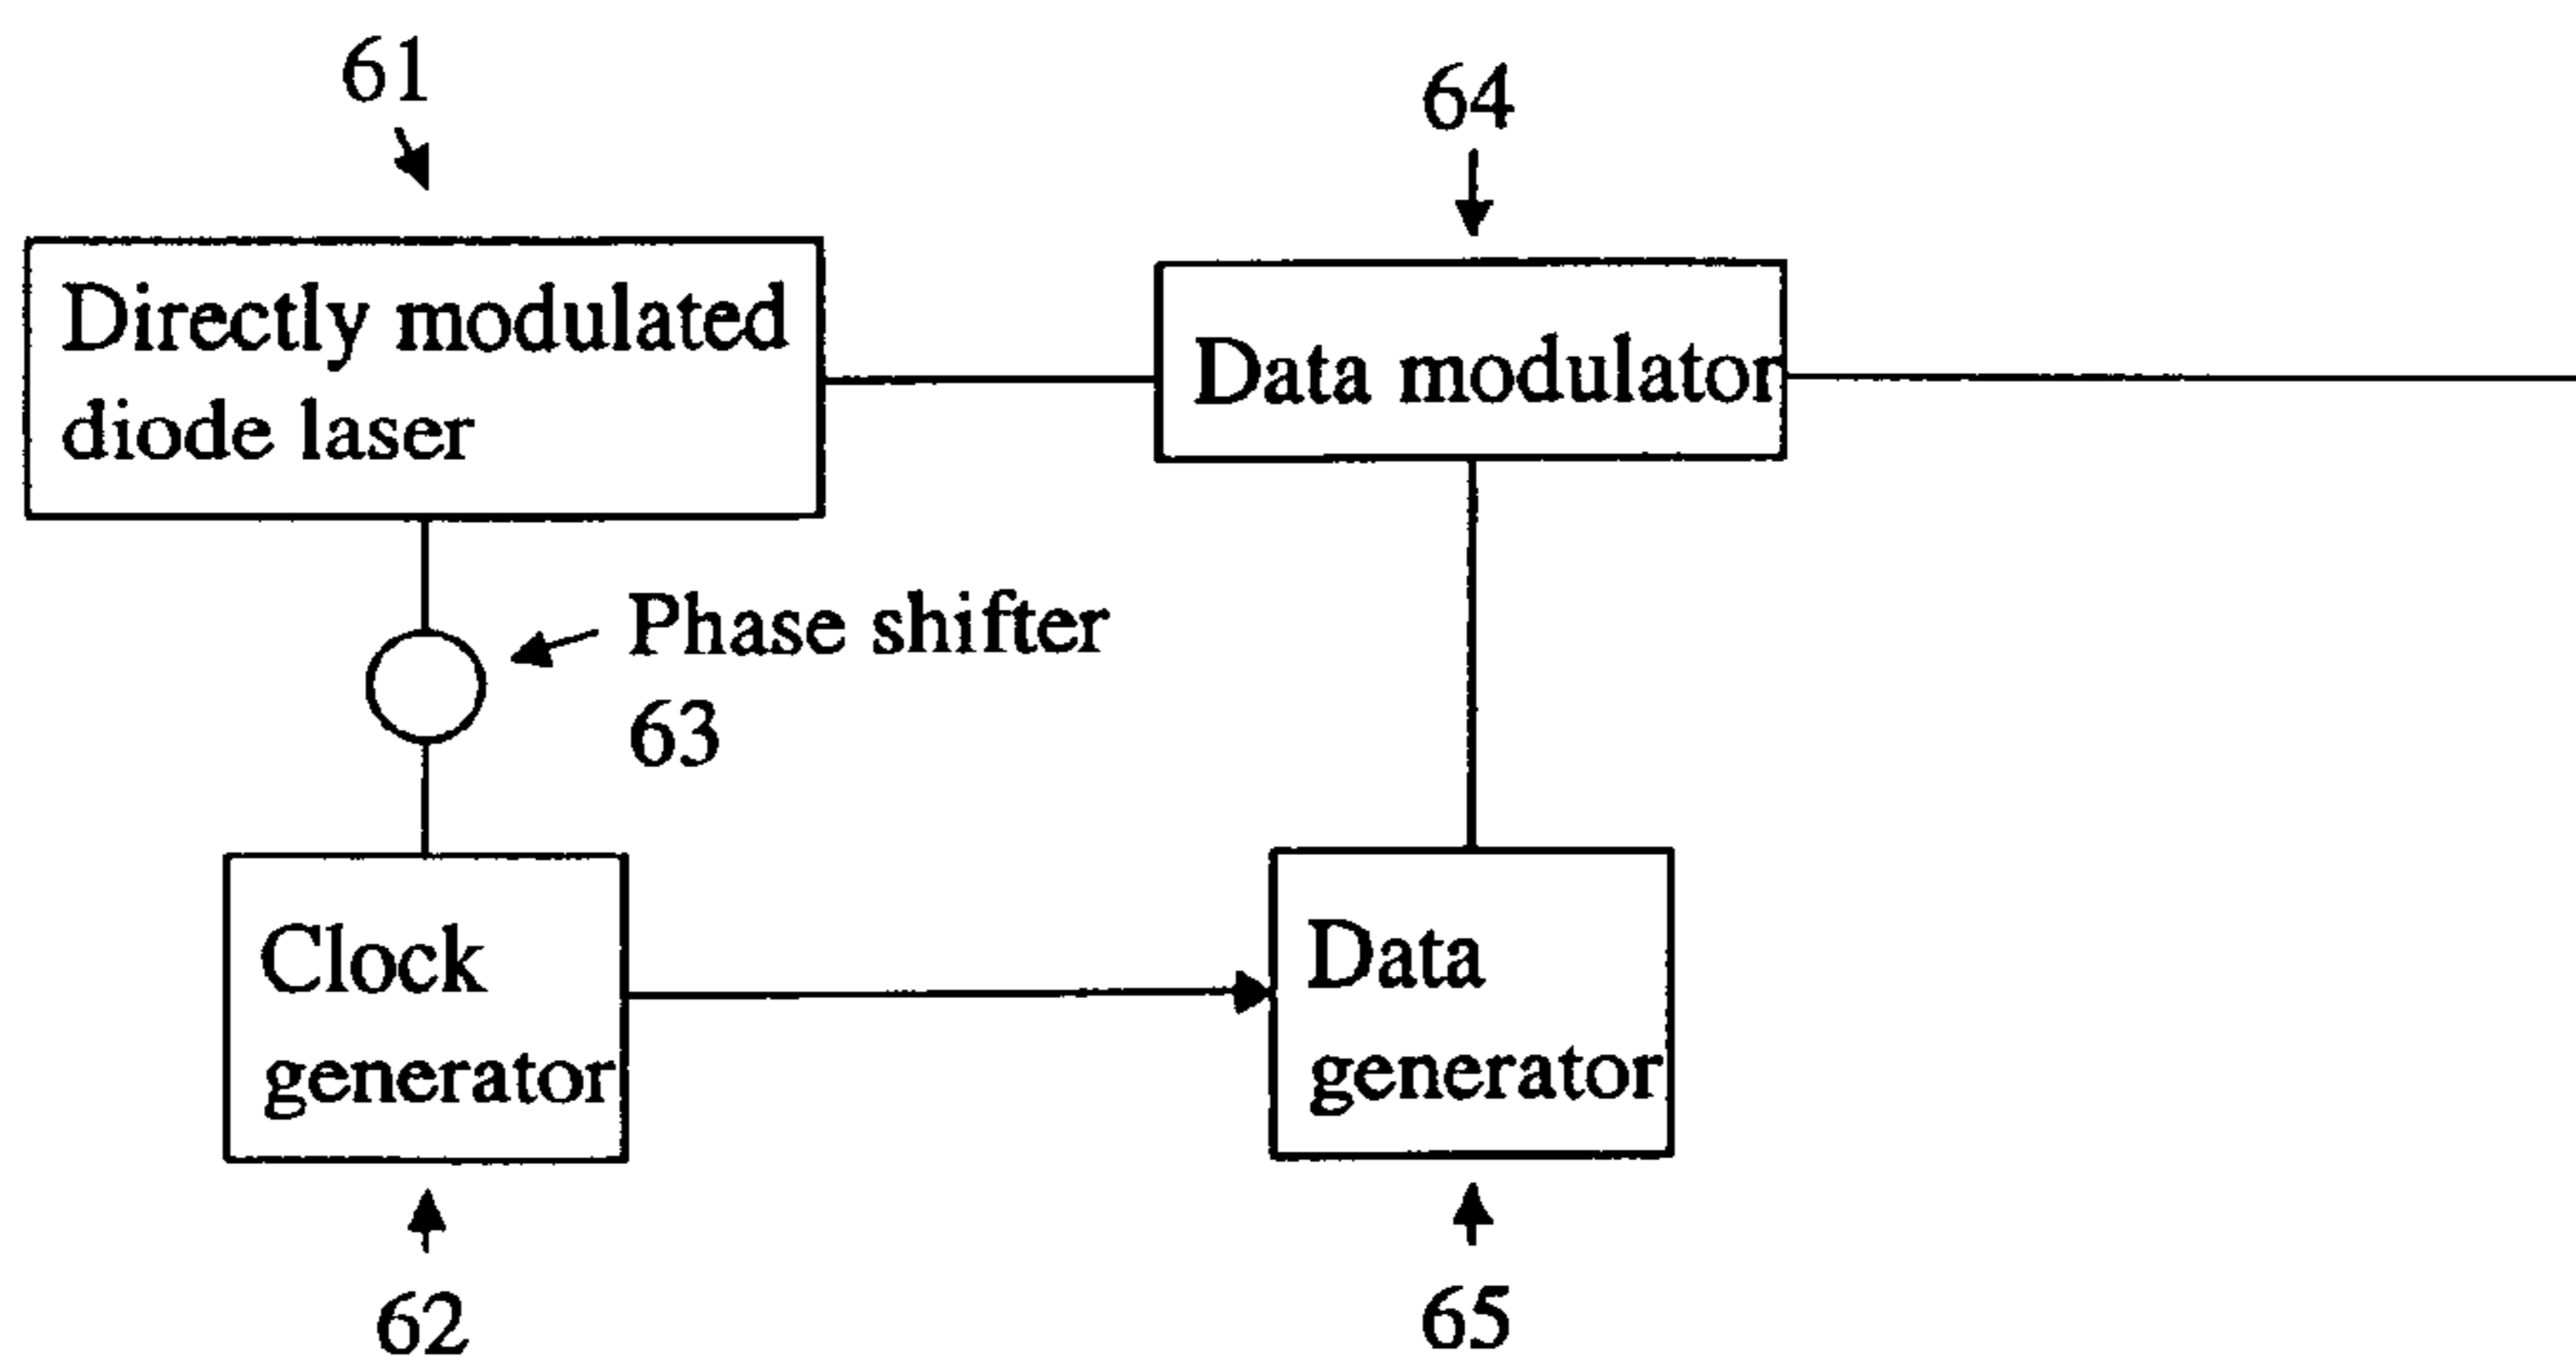 61
64
Directly modulated
diode laser
Data modulator
Phase shifter
63
Clock
generator
Data
generator
62
65